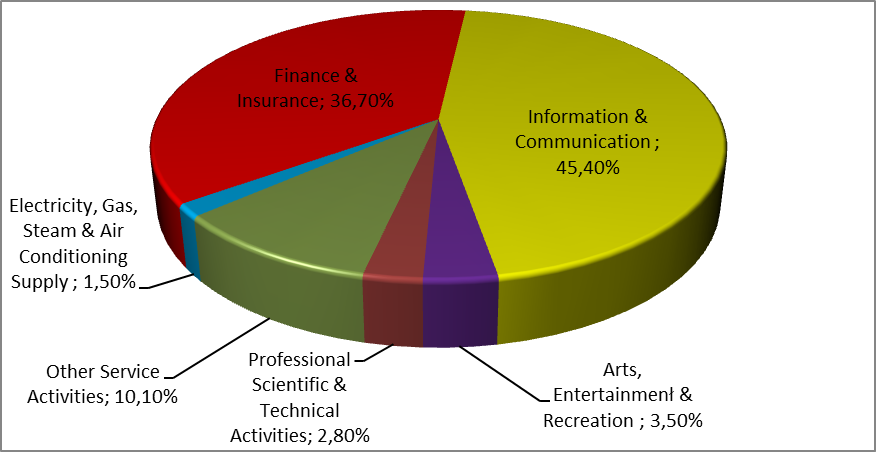 Finance &
Insurance; 36,70%
Information &
Communication ;
45,40%
Electricity, Gas,
Steam & Air
Conditioning
Supply ; 1,50%
Other Service
Activities; 10,10%
Professional
Scientific &
Technical
Activities; 2,80%
Arts,
Entertainment &
Recreation ; 3,50%